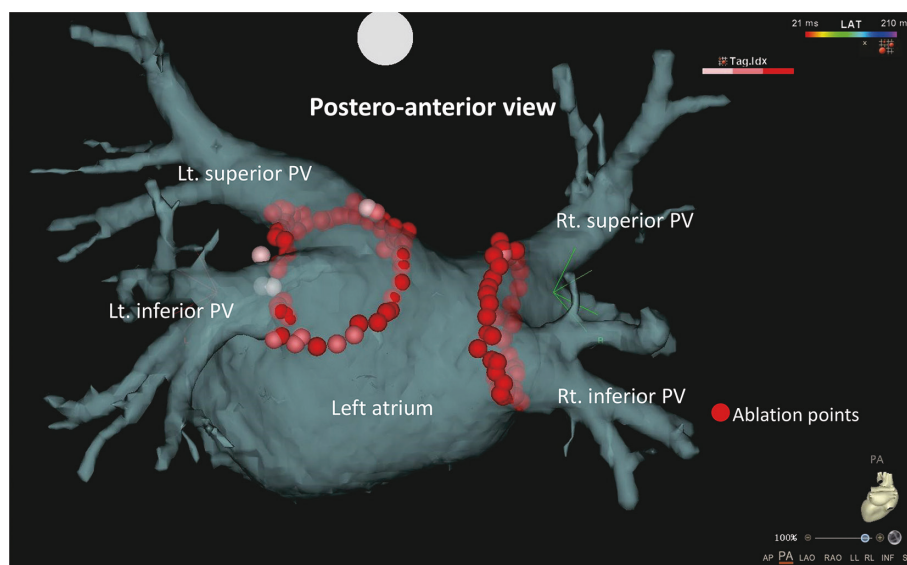 21 ms LAT 210 m
Tag.Idx
Postero-anterior view
Lt. superior PV
Rt. superior PV
Lt. inferior PV
Rt. inferior PV
Left atrium
Ablation points
PA
100%
AP PA LAO RAO LL RL INF S